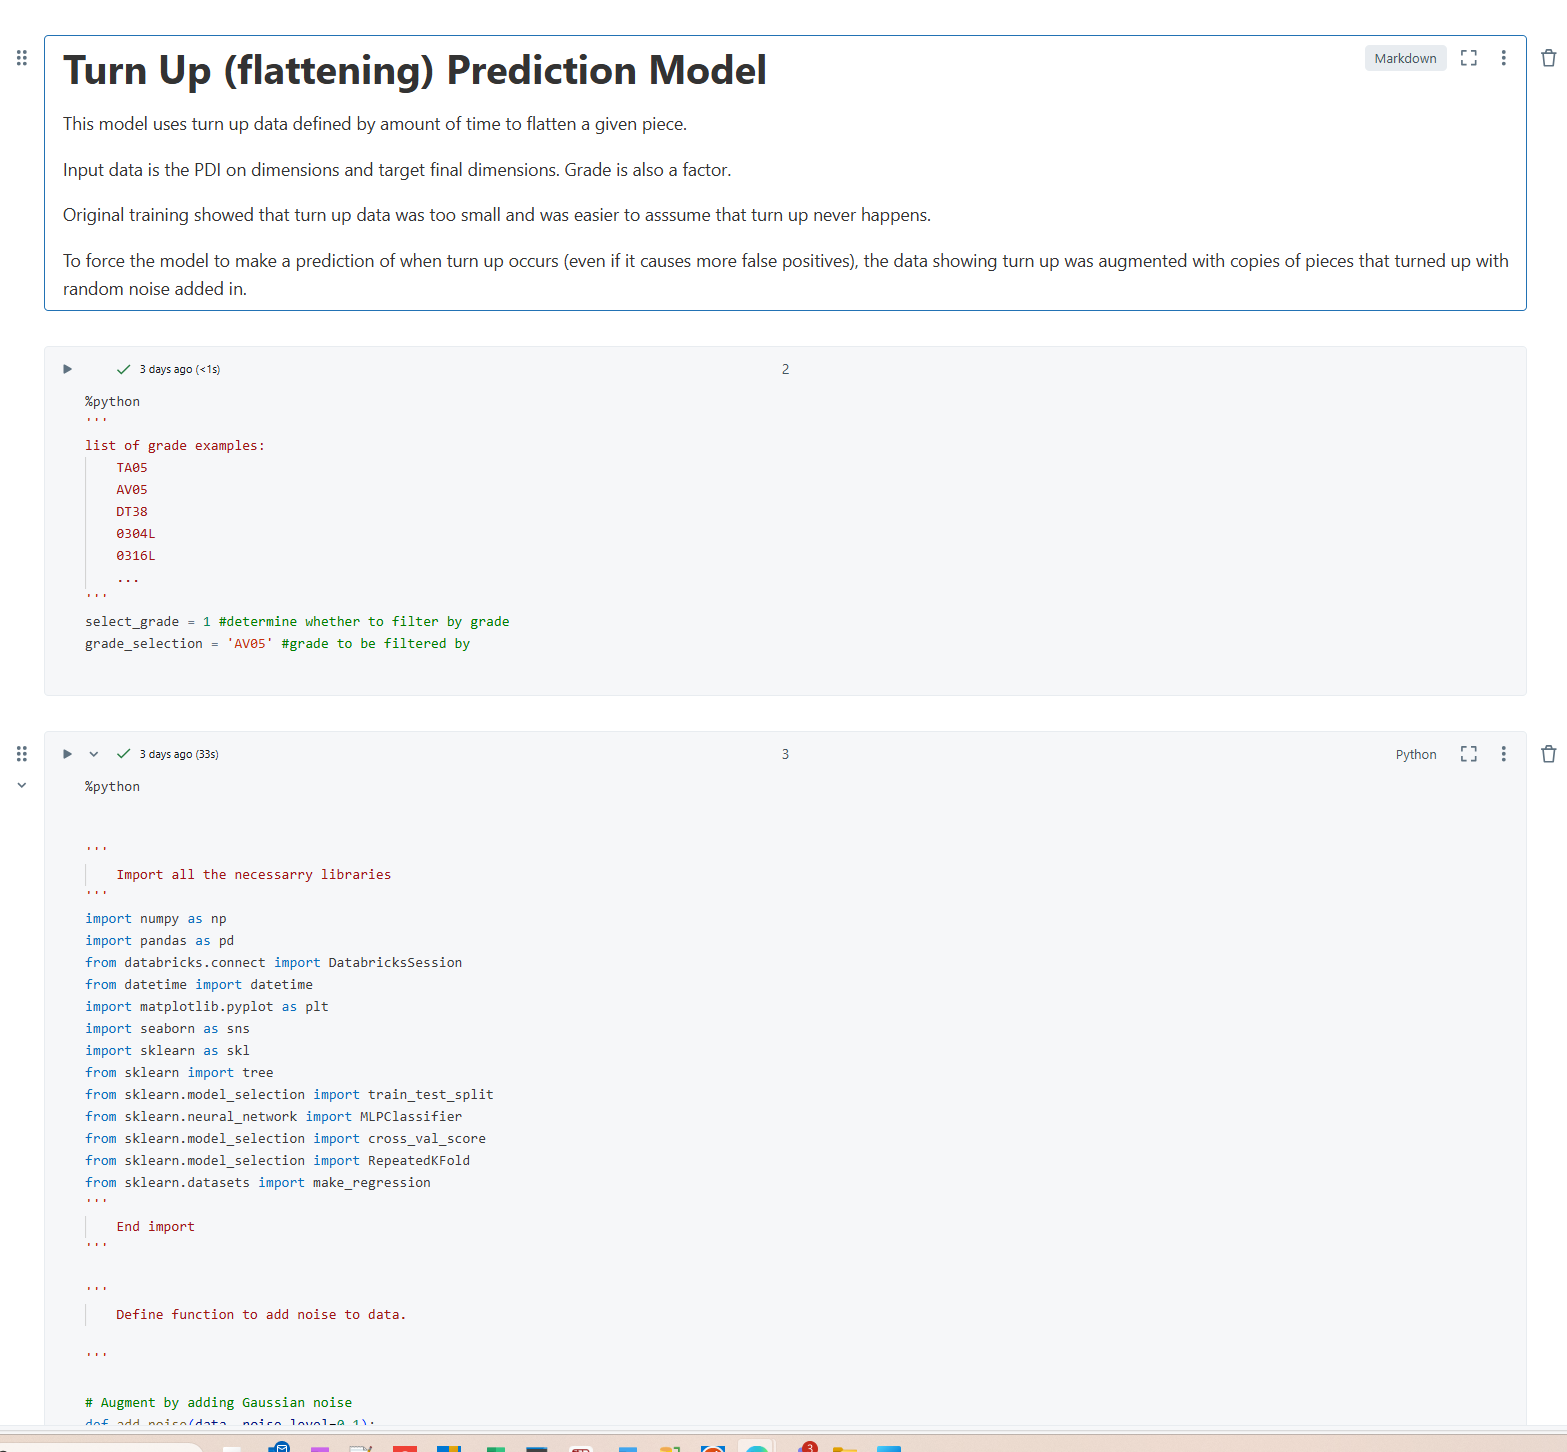 Turn Up (flattening) Prediction Model
Markdown
This model uses turn up data defined by amount of time to flatten a given piece.
Input data is the PDI on dimensions and target final dimensions. Grade is also a factor.
Original training showed that turn up data was too small and was easier to asssume that turn up never happens.
To force the model to make a prediction of when turn up occurs (even if it causes more false positives), the data showing turn up was augmented with copies of pieces that turned up with
random noise added in.
3 days ago (<1s)
2
%python
'''
list of grade examples:
TA05
AV05
DT38
0304L
0316L
...
'''
select_grade = 1 #determine whether to filter by grade
grade_selection = 'AV05' #grade to be filtered by
3 days ago (33s)
3
Python
%python
'''
Import all the necessarry libraries
'''
import numpy as np
import pandas as pd
from databricks.connect import DatabricksSession
from datetime import datetime
import matplotlib.pyplot as plt
import seaborn as sns
import sklearn as skl
from sklearn import tree
from sklearn.model_selection import train_test_split
from sklearn.neural_network import MLPClassifier
from sklearn.model_selection import cross_val_score
from sklearn.model_selection import RepeatedKFold
from sklearn.datasets import make_regression
'''
End import
'''
'''
Define function to add noise to data.
'''
# Augment by adding Gaussian noise
def add_noise(data, noise_level=0.1):
3